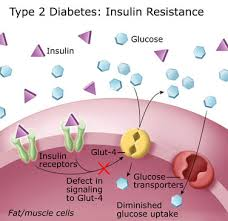 Type 2 Diabetes: Insulin Resistance
Glucose
Insulin
Insulin
receptors
Glut-4
Defect in
signaling
to Glut-4
Glucose
transporters
Diminished
glucose uptake
Fat/muscle cells